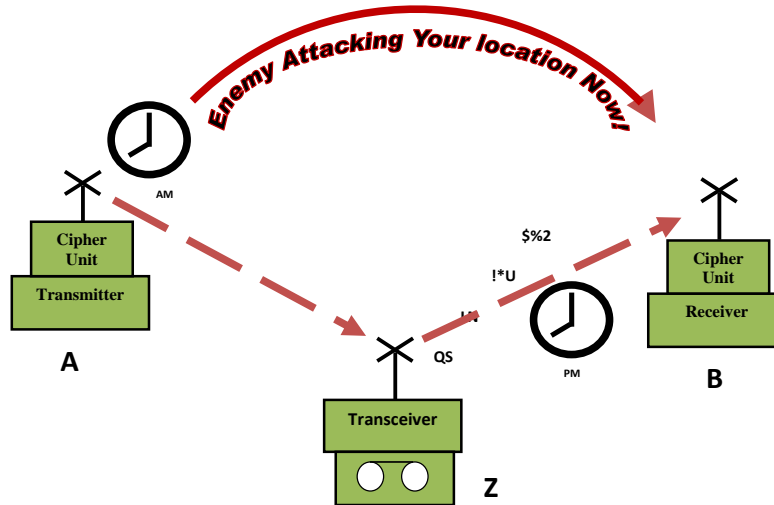 Enemy Attacking Your location Now!
AM
Cipher
Unit
Transmitter
A
$%2
!*U
QS
PM
Cipher
Unit
Receiver
B
Transceiver
Z